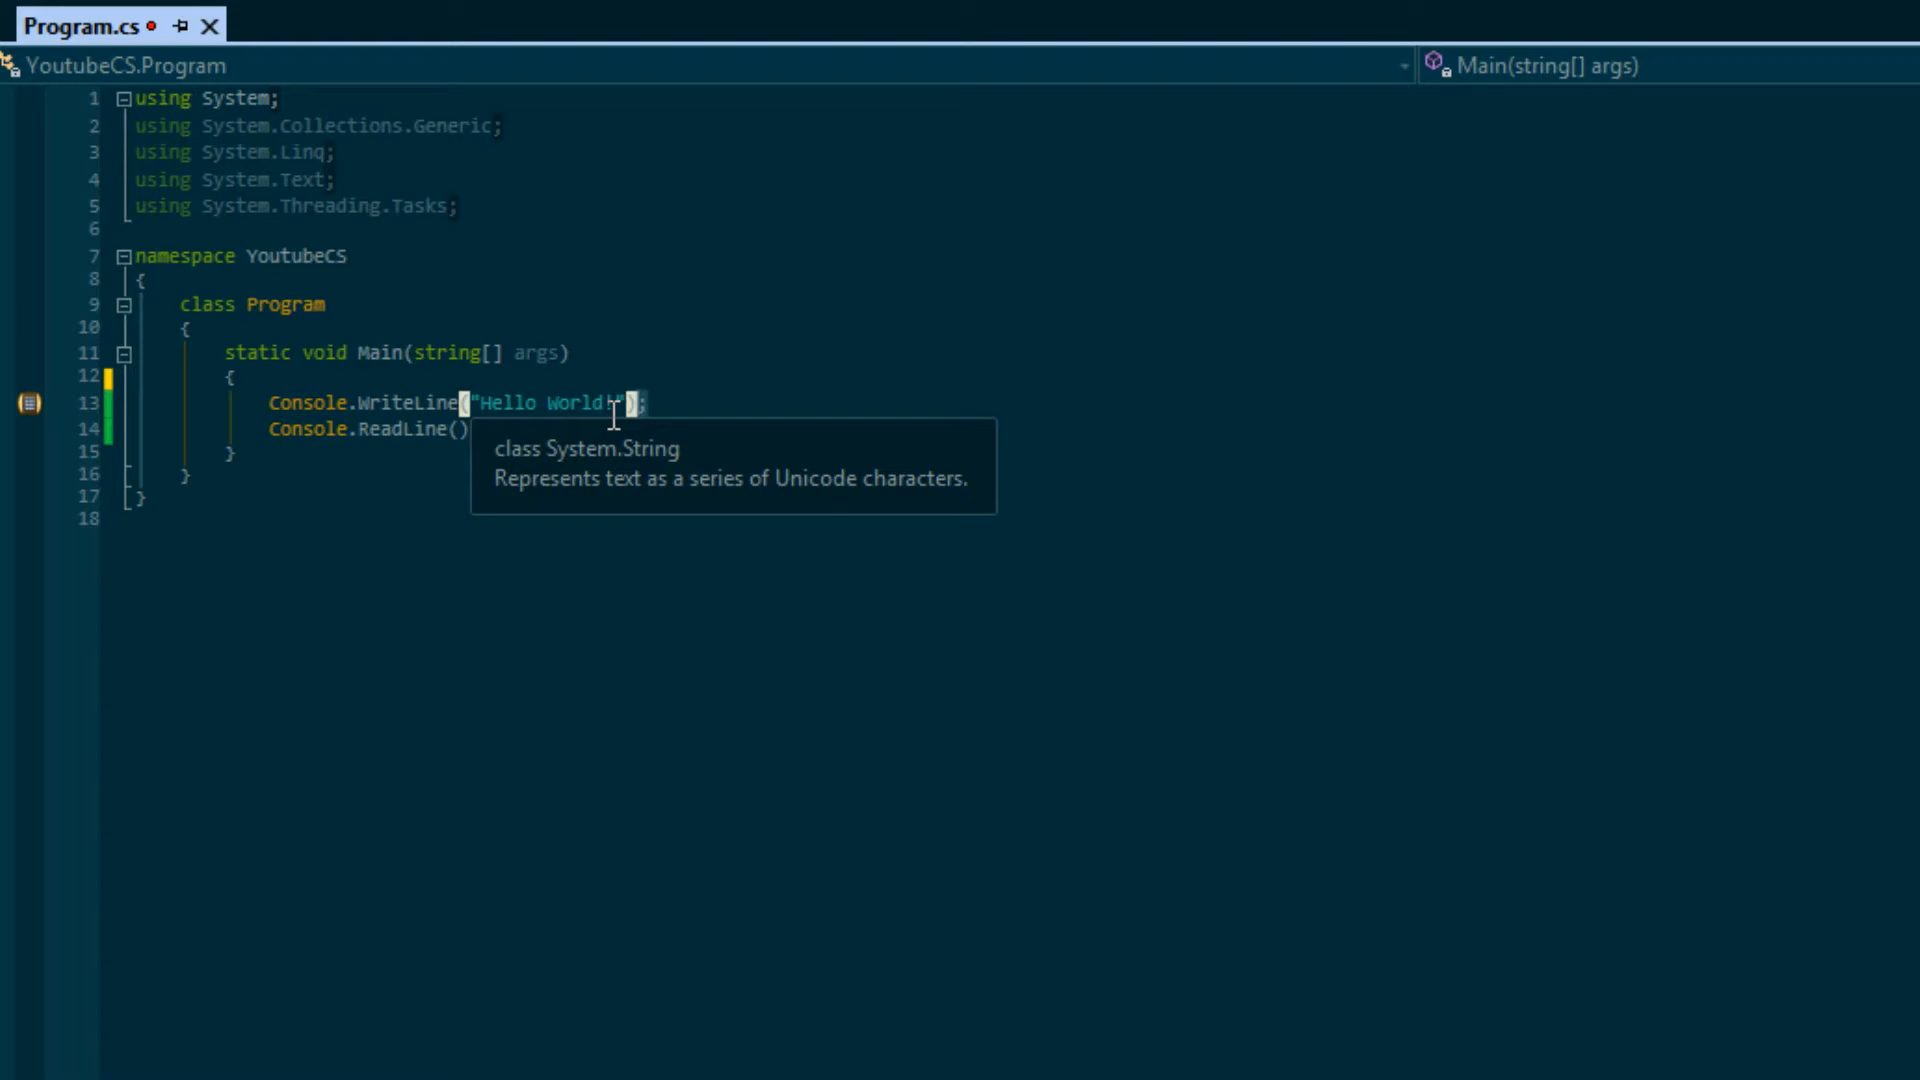 Program.cs
YoutubeCS.Program
Main(string[] args)
1 using System;
2 using System.Collections.Generic;
3 using System.Linq;
4 using System.Text;
5 using System.Threading.Tasks;
6
7 namespace YoutubeCS
8 {
9 class Program
10 {
11 static void Main(string[] args)
12 {
13 Console.WriteLine("Hello World!");
14 Console.ReadLine()
15 }
16 }
17 }
18
class System.String
Represents text as a series of Unicode characters.